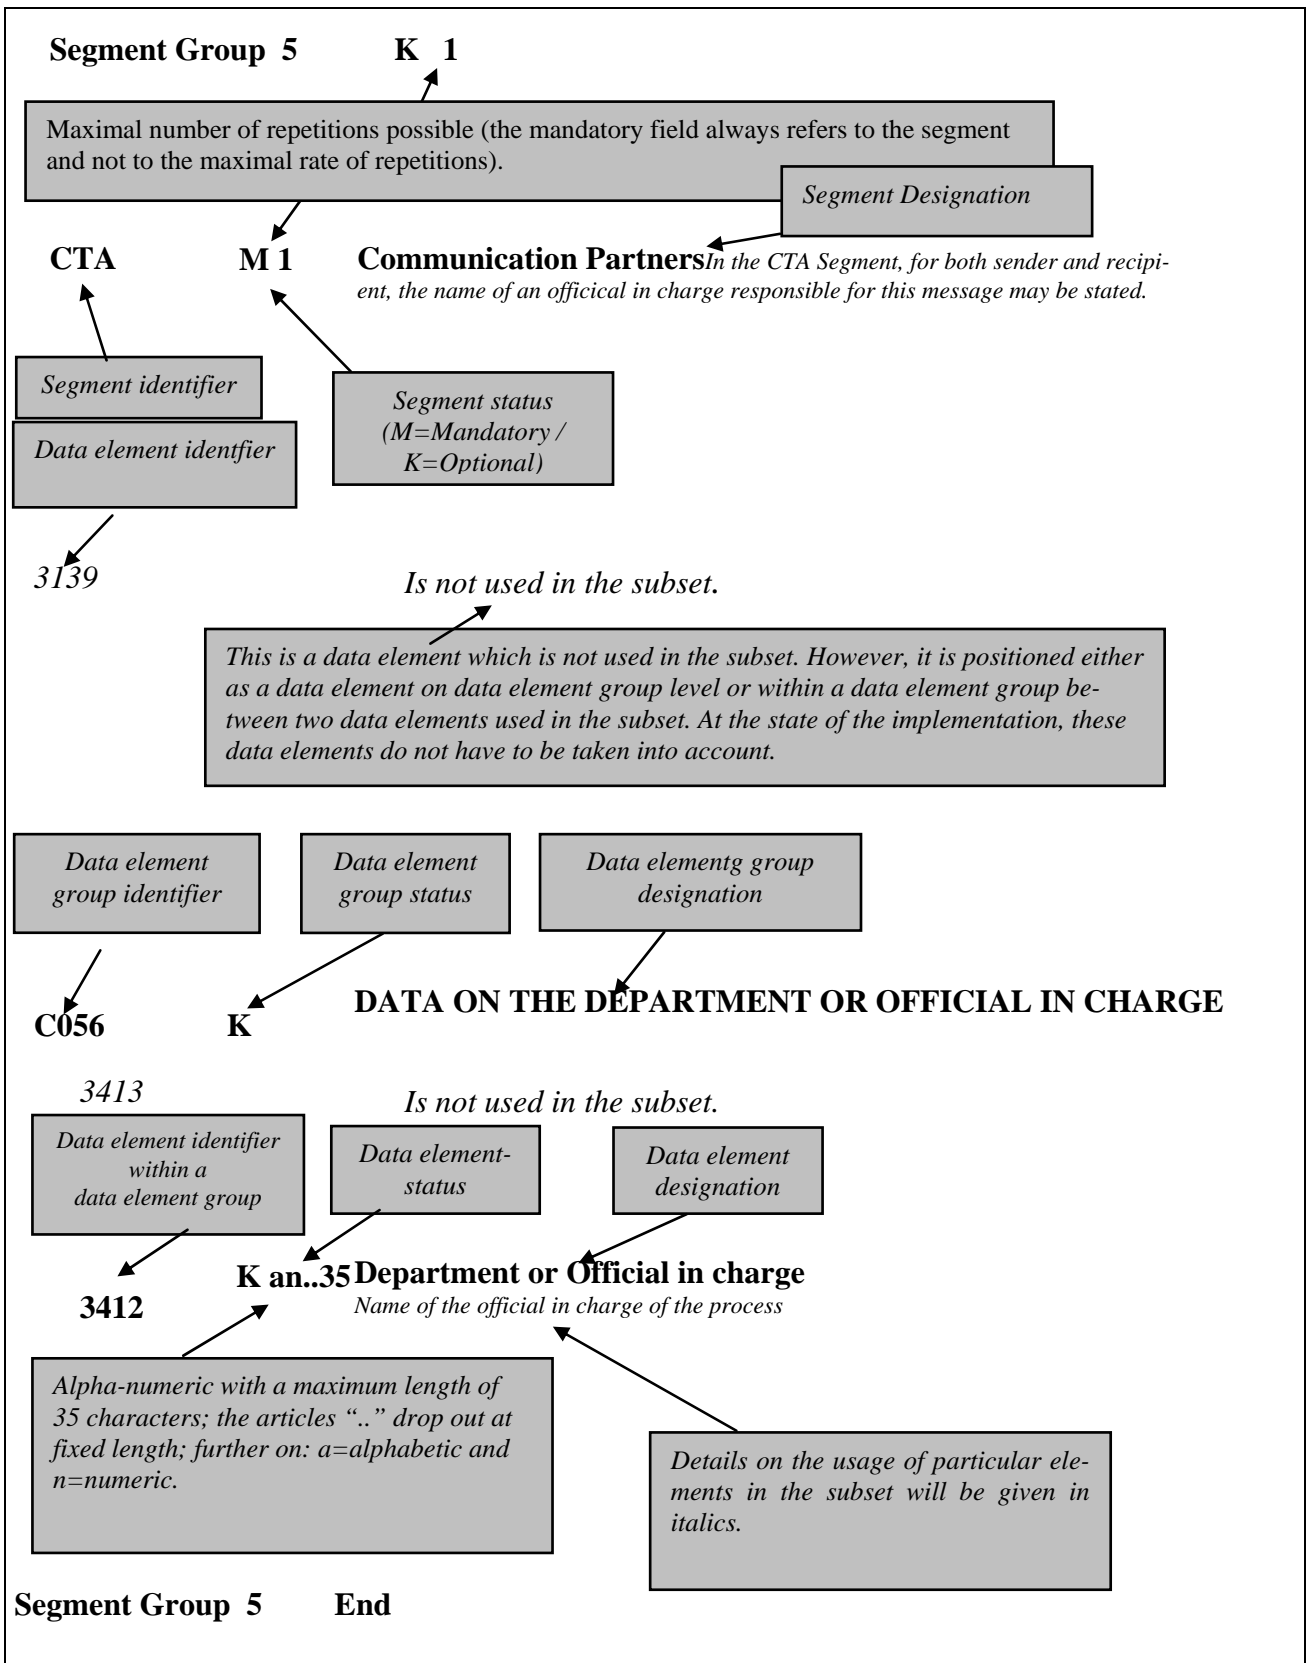 Segment Group 5 K 1
Maximal number of repetitions possible (the mandatory field always refers to the segment
and not to the maximal rate of repetitions).
Segment Designation
CTA M 1 Communication Partners In the CTA Segment, for both sender and recipi-
ent, the name of an officical in charge responsible for this message may be stated.
Segment identifier
Segment status
(M=Mandatory /
K=Optional)
Data element identfier
3139 Is not used in the subset.
This is a data element which is not used in the subset. However, it is positioned either
as a data element on data element group level or within a data element group be-
tween two data elements used in the subset. At the state of the implementation, these
data elements do not have to be taken into account.
Data element
group identifier
Data element
group status
Data elementg group
designation
C056 K DATA ON THE DEPARTMENT OR OFFICIAL IN CHARGE
3413 Is not used in the subset.
Data element identifier
within a
data element group
Data element-
status
Data element
designation
3412 K an..35 Department or Official in charge
Name of the official in charge of the process
Alpha-numeric with a maximum length of
35 characters; the articles “..” drop out at
fixed length; further on: a=alphabetic and
n=numeric.
Details on the usage of particular ele-
ments in the subset will be given in
italics.
Segment Group 5 End